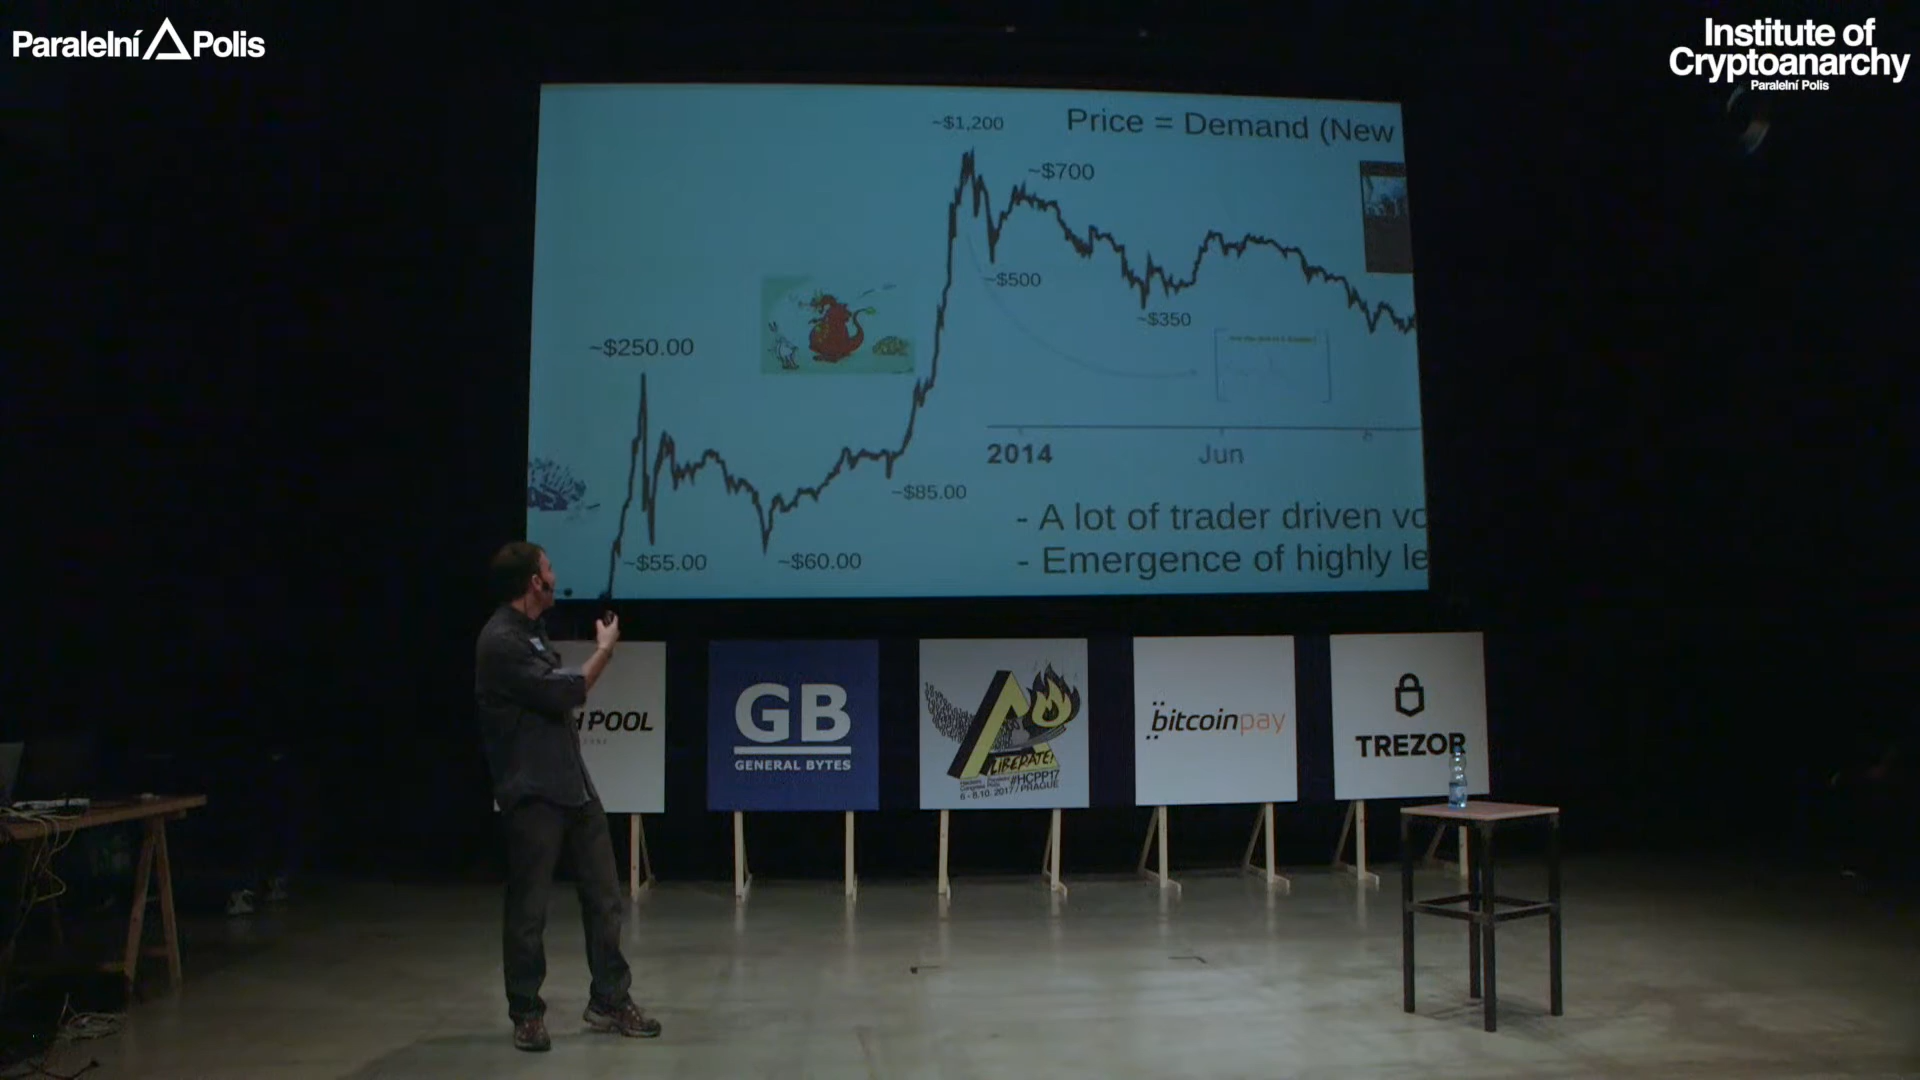 Paralelní Polis
Institute of
Cryptoanarchy
Paralelní Polis
~$1,200
Price = Demand (New
~$700
~$500
~$350
~$250.00
~$85.00
~$55.00
~$60.00
2014
Jun
- A lot of trader driven vo
- Emergence of highly le
H POOL
GB
GENERAL BYTES
LIBERATE!
#HCPP17
6 - 8.10. 2017 / PRAGUE
bitcoinpay
TREZOR